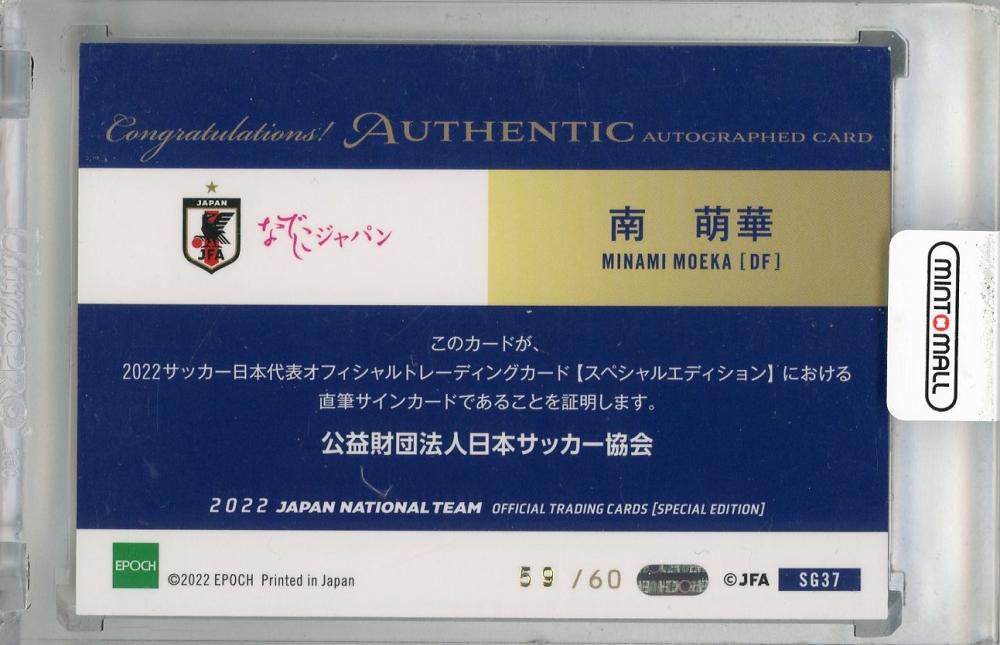 Congratulations! AUTHENTIC AUTOGRAPHED CARD
JAPAN
JFA
なでしこジャパン
南 萌華
MINAMI MOEKA [DF]
このカードが、
2022サッカー日本代表オフィシャルトレーディングカード【スペシャルエディション】における
直筆サインカードであることを証明します。
公益財団法人日本サッカー協会
2022 JAPAN NATIONAL TEAM OFFICIAL TRADING CARDS [SPECIAL EDITION]
EPOCH
©2022 EPOCH Printed in Japan
59 /60
©JFA
SG37
MINT MALL